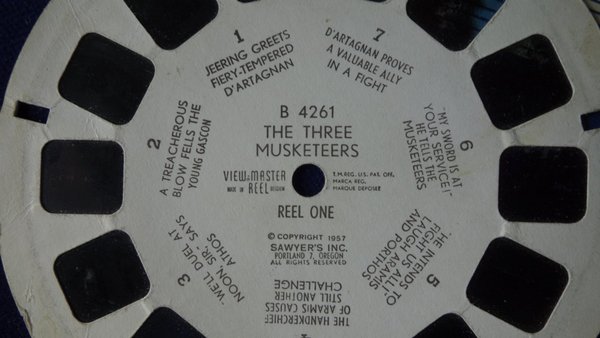 1
JEERING GREETS
FIERY-TEMPERED
D'ARTAGNAN
7
D'ARTAGNAN PROVES
A VALUABLE ALLY
IN A FIGHT
B 4261
THE THREE
MUSKETEERS
VIEW-MASTER
MADE IN REEL BELGIUM
T.M. REG. U.S. PAT. OFF.
MARCA REG.
MARQUE DEPOSÉE
REEL ONE
© COPYRIGHT 1957
SAWYER'S INC.
PORTLAND 7, OREGON
ALL RIGHTS RESERVED
2
A TREACHEROUS
BLOW FELLS THE
YOUNG GASCON
3
"WE'LL DUEL AT
NOON, SIR," SAYS
ATHOS
THE HANDKERCHIEF
OF ARAMIS CAUSES
STILL ANOTHER
CHALLENGE
5
"HE INTENDS TO
FIGHT US ALL!"
LAUGH ARAMIS
AND PORTHOS
6
"MY SWORD IS AT
YOUR SERVICE!"
HE TELLS THE
MUSKETEERS